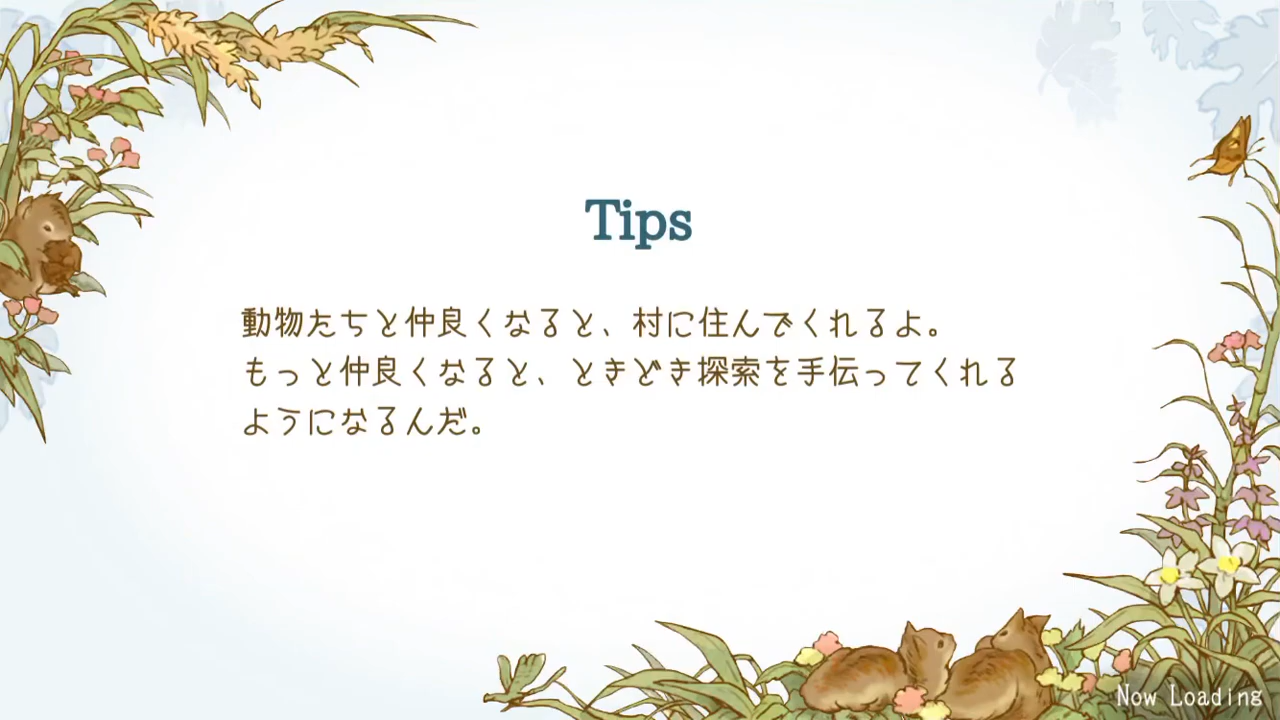 Tips
動物たちと仲良くなると、村に住んでくれるよ。
もっと仲良くなると、ときどき探索を手伝ってくれる
ようになるんだ。
Now Loading